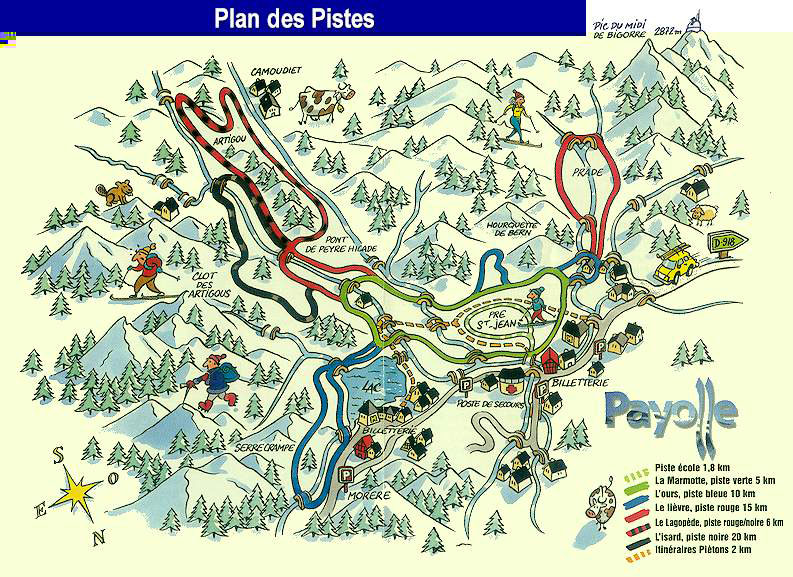 Plan des Pistes
PIC DU MIDI
DE BIGORRE 2872m
CAMOUDIET
ARTIGOU
PRADE
HOURQUETTE
DE BERN
D-918
PONT
DE PEYRE HICADE
CLOT
DES
ARTIGOUS
PRE
ST. JEAN
LAC
P
BILLETTERIE
P
POSTE DE SECOURS
P
BILLETTERIE
SERRECRAMPE
P
MORERE
Payolle
S
O
E
N
Piste école 1,8 km
La Marmotte, piste verte 5 km
L'ours, piste bleue 10 km
Le lièvre, piste rouge 15 km
Le Lagopède, piste rouge/noire 6 km
L'isard, piste noire 20 km
Itinéraires Piétons 2 km